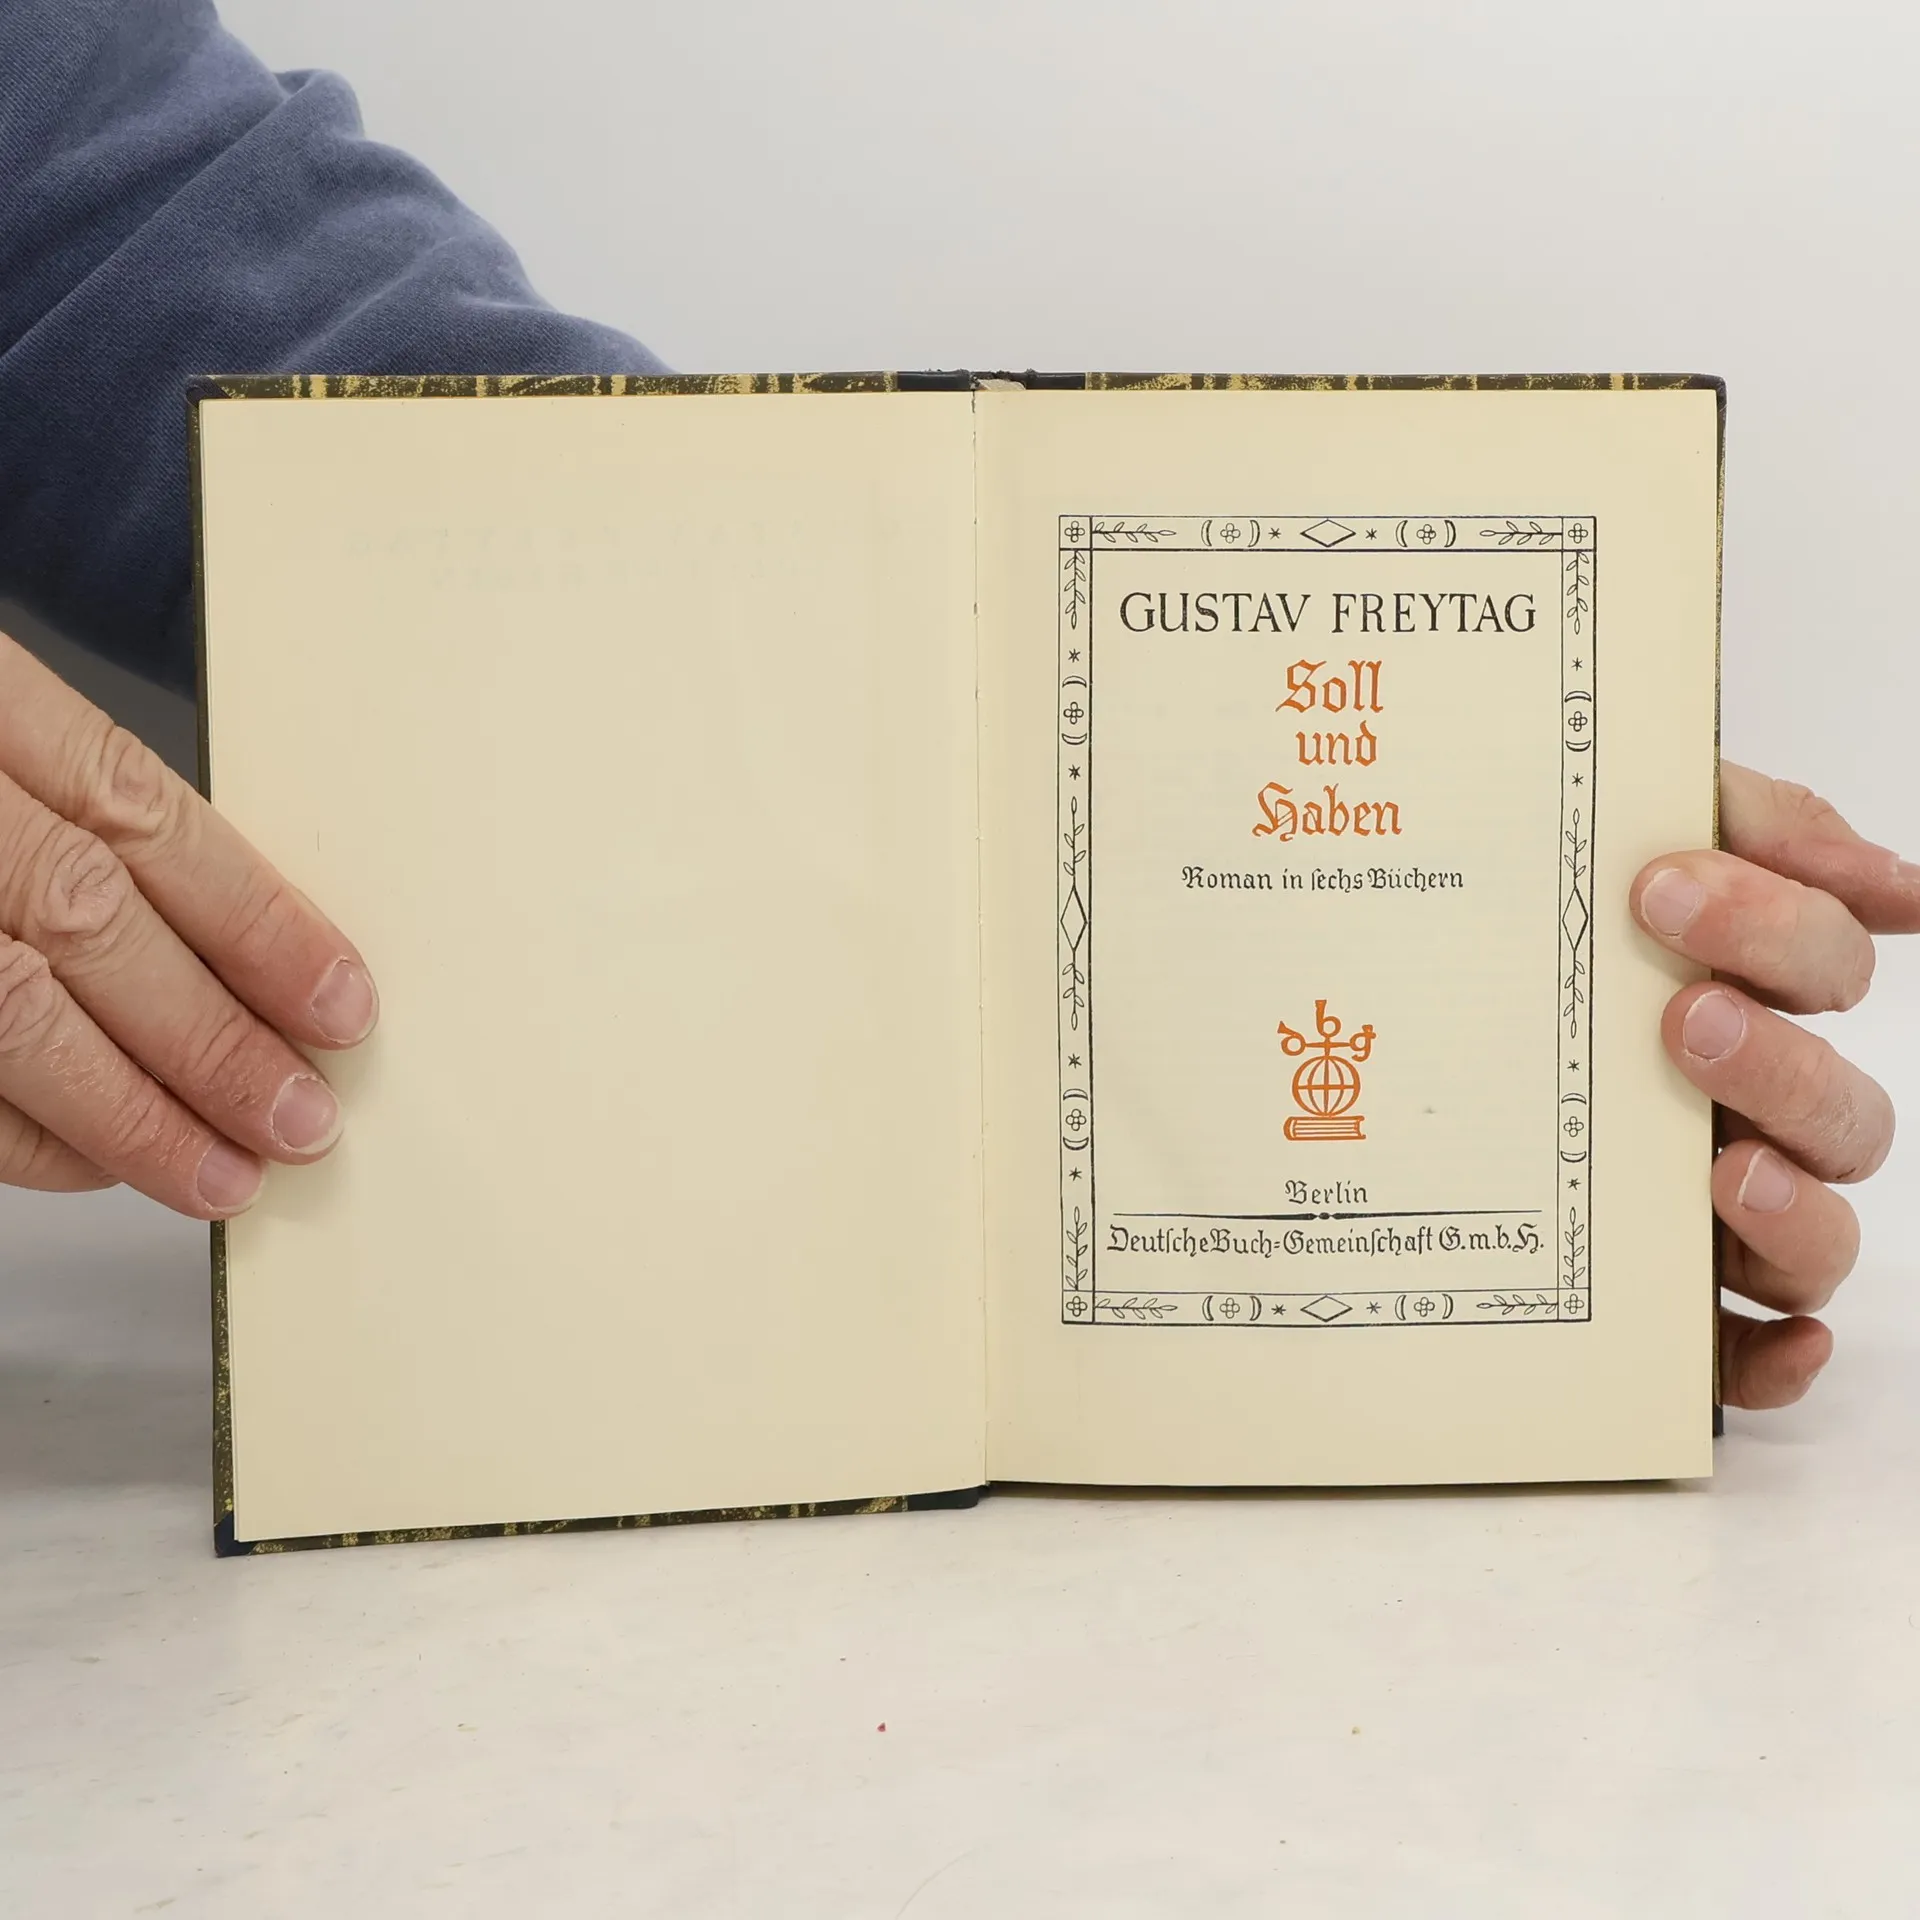 GUSTAV FREYTAG
Soll
und
Haben
Roman in ſechs Büchern
dbg
Berlin
Deutſche Buch=Gemeinſchaft G.m.b.H.